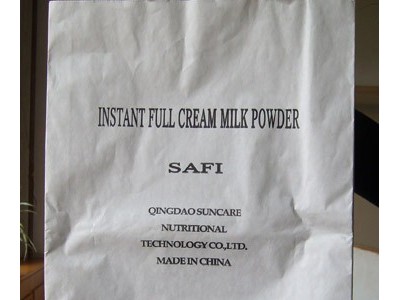 INSTANT FULL CREAM MILK POWDER
SAFI
QINGDAO SUNCARE
NUTRITIONAL
TECHNOLOGY CO,LTD.
MADE IN CHINA